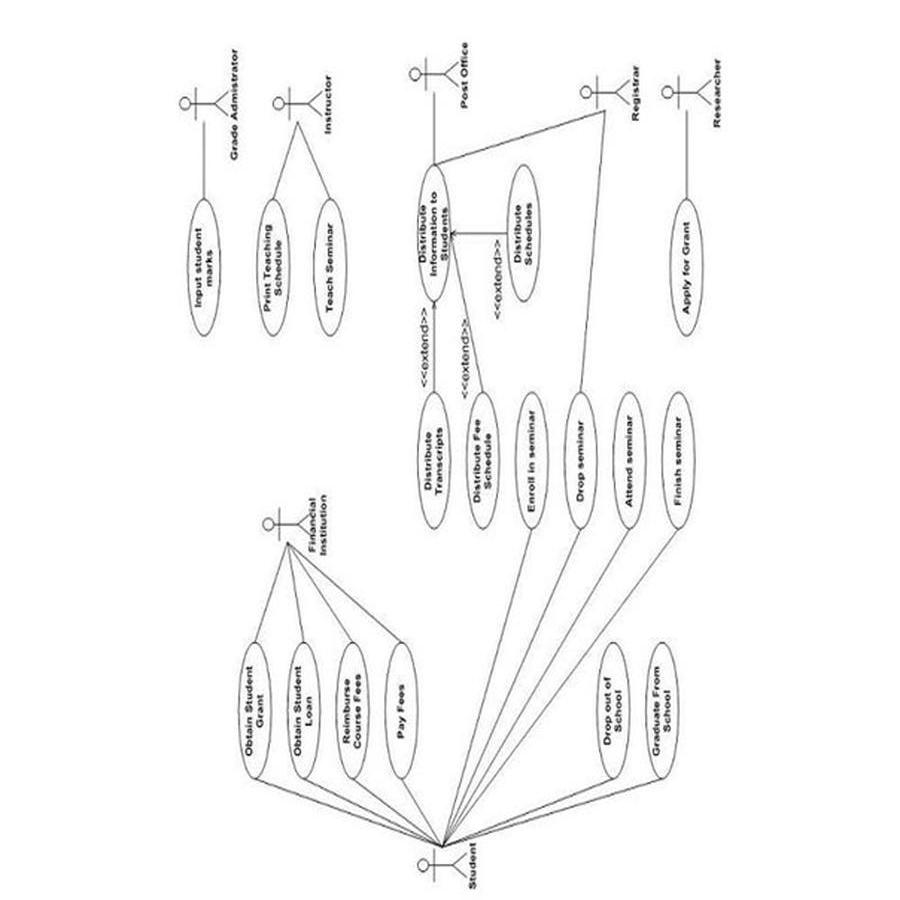 Grade Admistrator
Instructor
Post Office
Registrar
Researcher
Input student
marks
Print Teaching
Schedule
Teach Seminar
Distribute
Information to
Students
Distribute
Schedules
Apply for Grant
<<extend>>
<<extend>>
<<extend>>
Distribute
Transcripts
Distribute Fee
Schedule
Enroll in seminar
Drop seminar
Attend seminar
Finish seminar
Financial
Institution
Obtain Student
Grant
Obtain Student
Loan
Reimburse
Course Fees
Pay Fees
Drop out of
School
Graduate From
School
Student